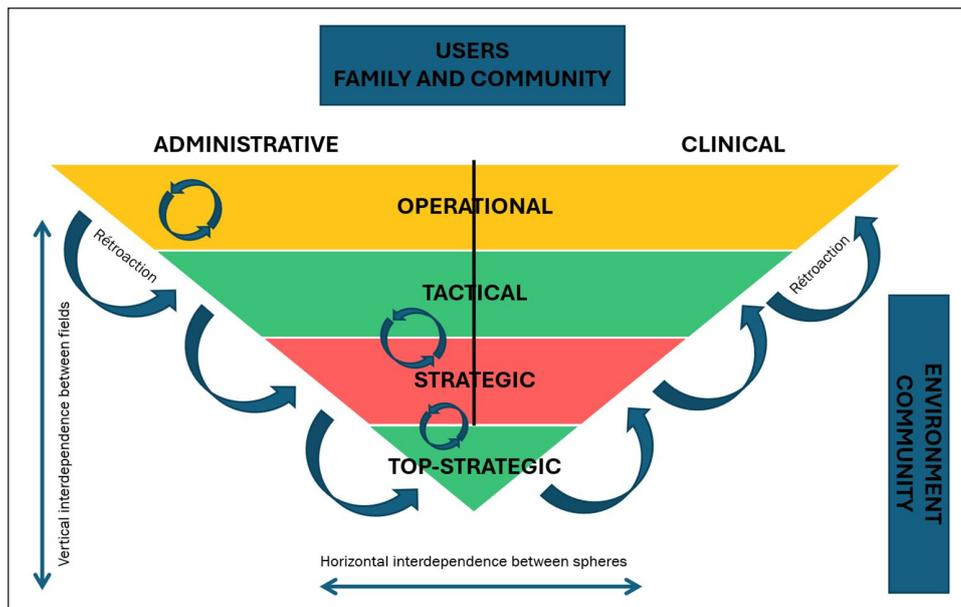 USERS
FAMILY AND COMMUNITY
ADMINISTRATIVE
CLINICAL
OPERATIONAL
Rétroaction
Rétroaction
TACTICAL
STRATEGIC
TOP-STRATEGIC
Vertical interdependence between fields
ENVIRONMENT
COMMUNITY
Horizontal interdependence between spheres